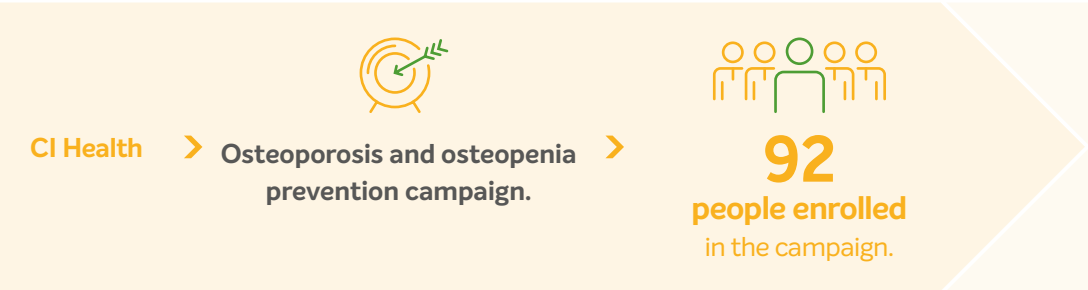 CI Health
Osteoporosis and osteopenia
prevention campaign.
92
people enrolled
in the campaign.